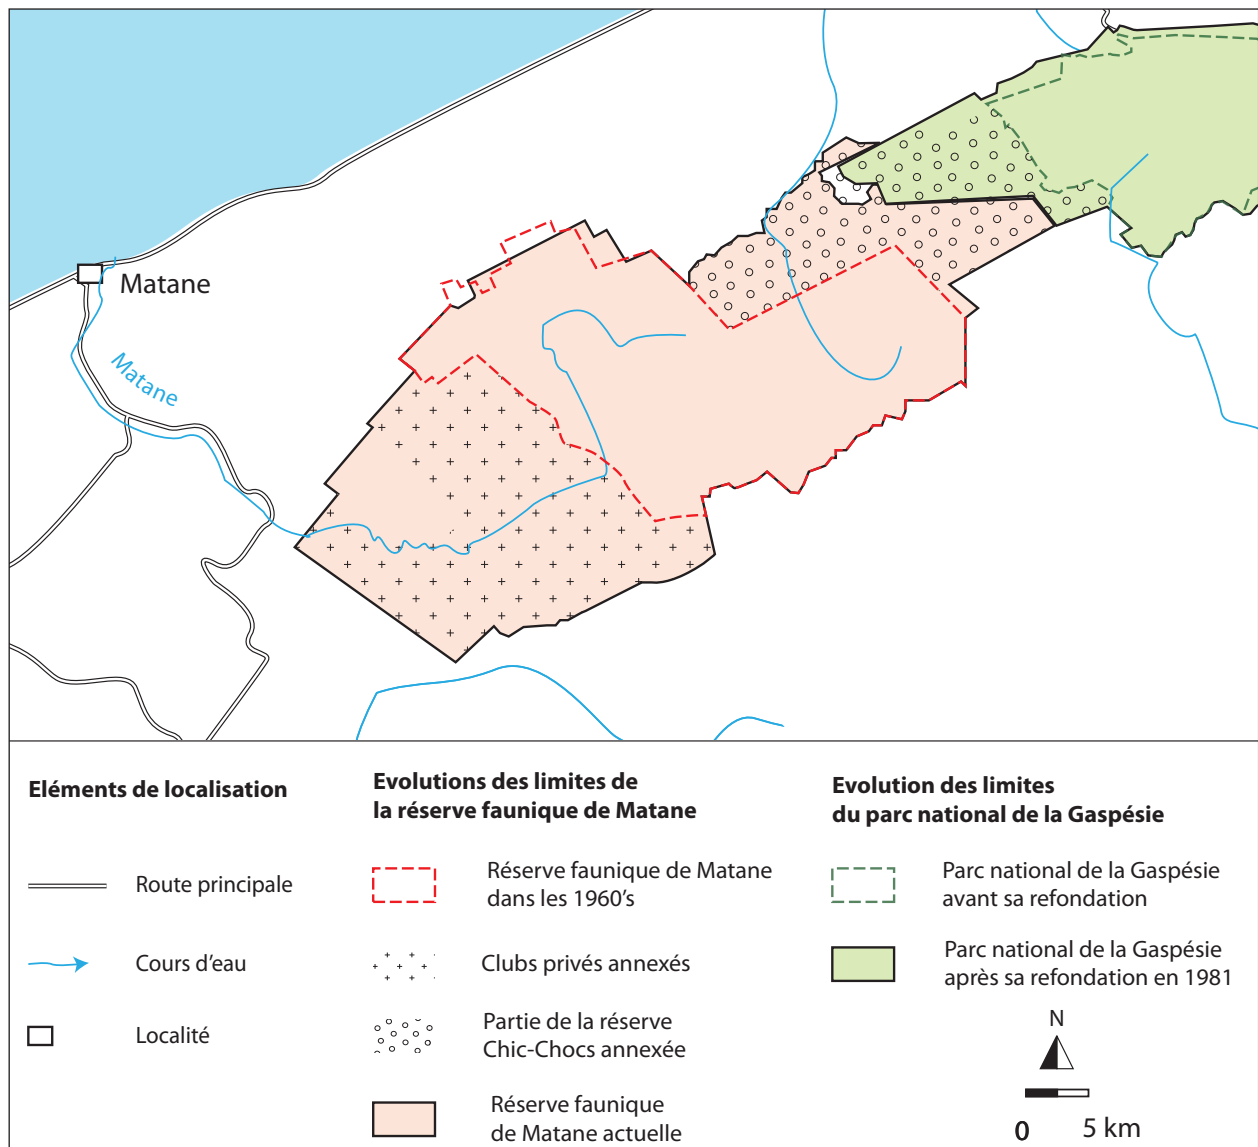 Matane
Matane
Eléments de localisation
Route principale
Cours d'eau
Localité
Evolutions des limites de
la réserve faunique de Matane
Réserve faunique de Matane
dans les 1960's
Clubs privés annexés
Partie de la réserve
Chic-Chocs annexée
Réserve faunique
de Matane actuelle
Evolution des limites
du parc national de la Gaspésie
Parc national de la Gaspésie
avant sa refondation
Parc national de la Gaspésie
après sa refondation en 1981
N
0 5 km